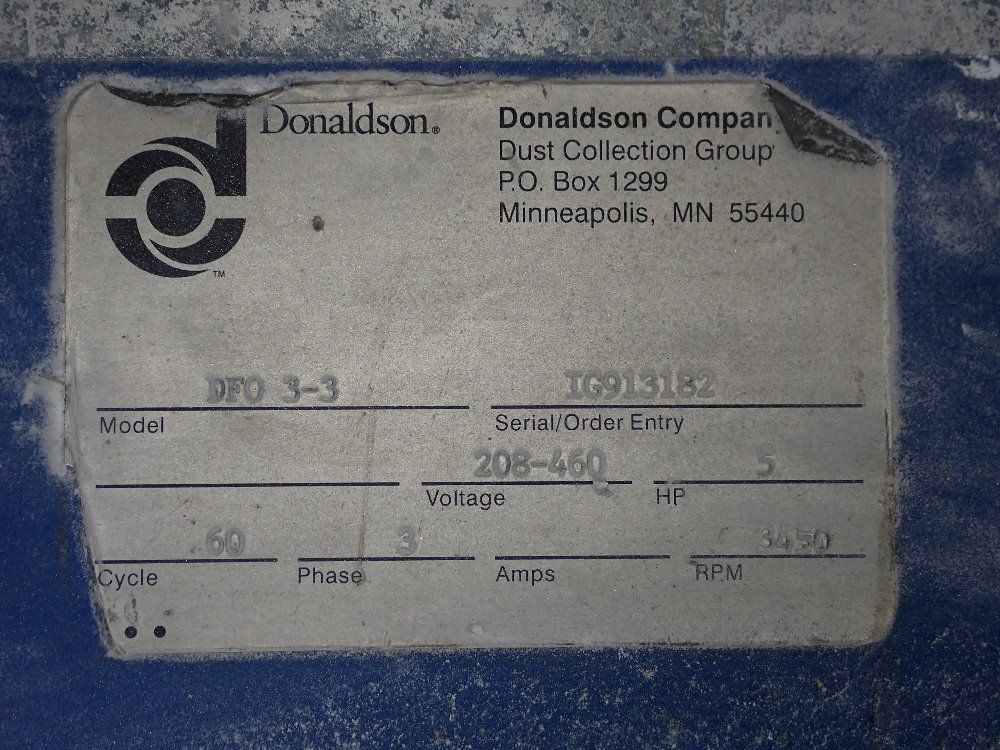 Donaldson®
Donaldson Compan
Dust Collection Group
P.O. Box 1299
Minneapolis, MN 55440
TM
DFO 3-3
IG913182
Model
Serial/Order Entry
208-460
5
Voltage
HP
60
3
3450
Cycle
Phase
Amps
RPM